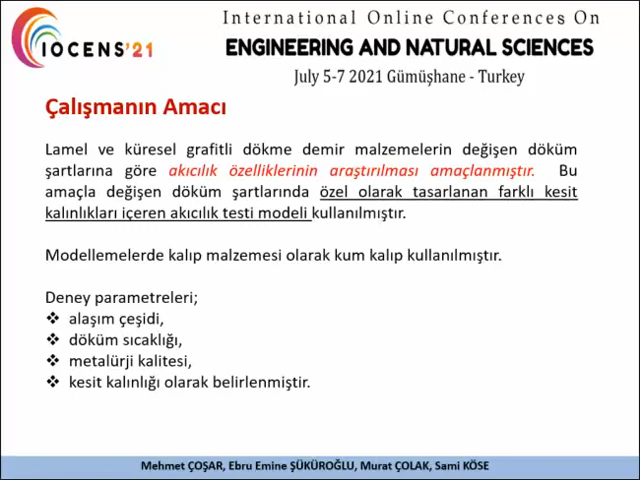 IOCENS'21
International Online Conferences On
ENGINEERING AND NATURAL SCIENCES
July 5-7 2021 Gümüşhane - Turkey
Çalışmanın Amacı
Lamel ve küresel grafitli dökme demir malzemelerin değişen döküm
şartlarına göre akıcılık özelliklerinin araştırılması amaçlanmıştır. Bu
amaçla değişen döküm şartlarında özel olarak tasarlanan farklı kesit
kalınlıkları içeren akıcılık testi modeli kullanılmıştır.
Modellemelerde kalıp malzemesi olarak kum kalıp kullanılmıştır.
Deney parametreleri;
❖ alaşım çeşidi,
❖ döküm sıcaklığı,
❖ metalürji kalitesi,
❖ kesit kalınlığı olarak belirlenmiştir.
Mehmet ÇOŞAR, Ebru Emine ŞÜKÜROĞLU, Murat ÇOLAK, Sami KÖSE